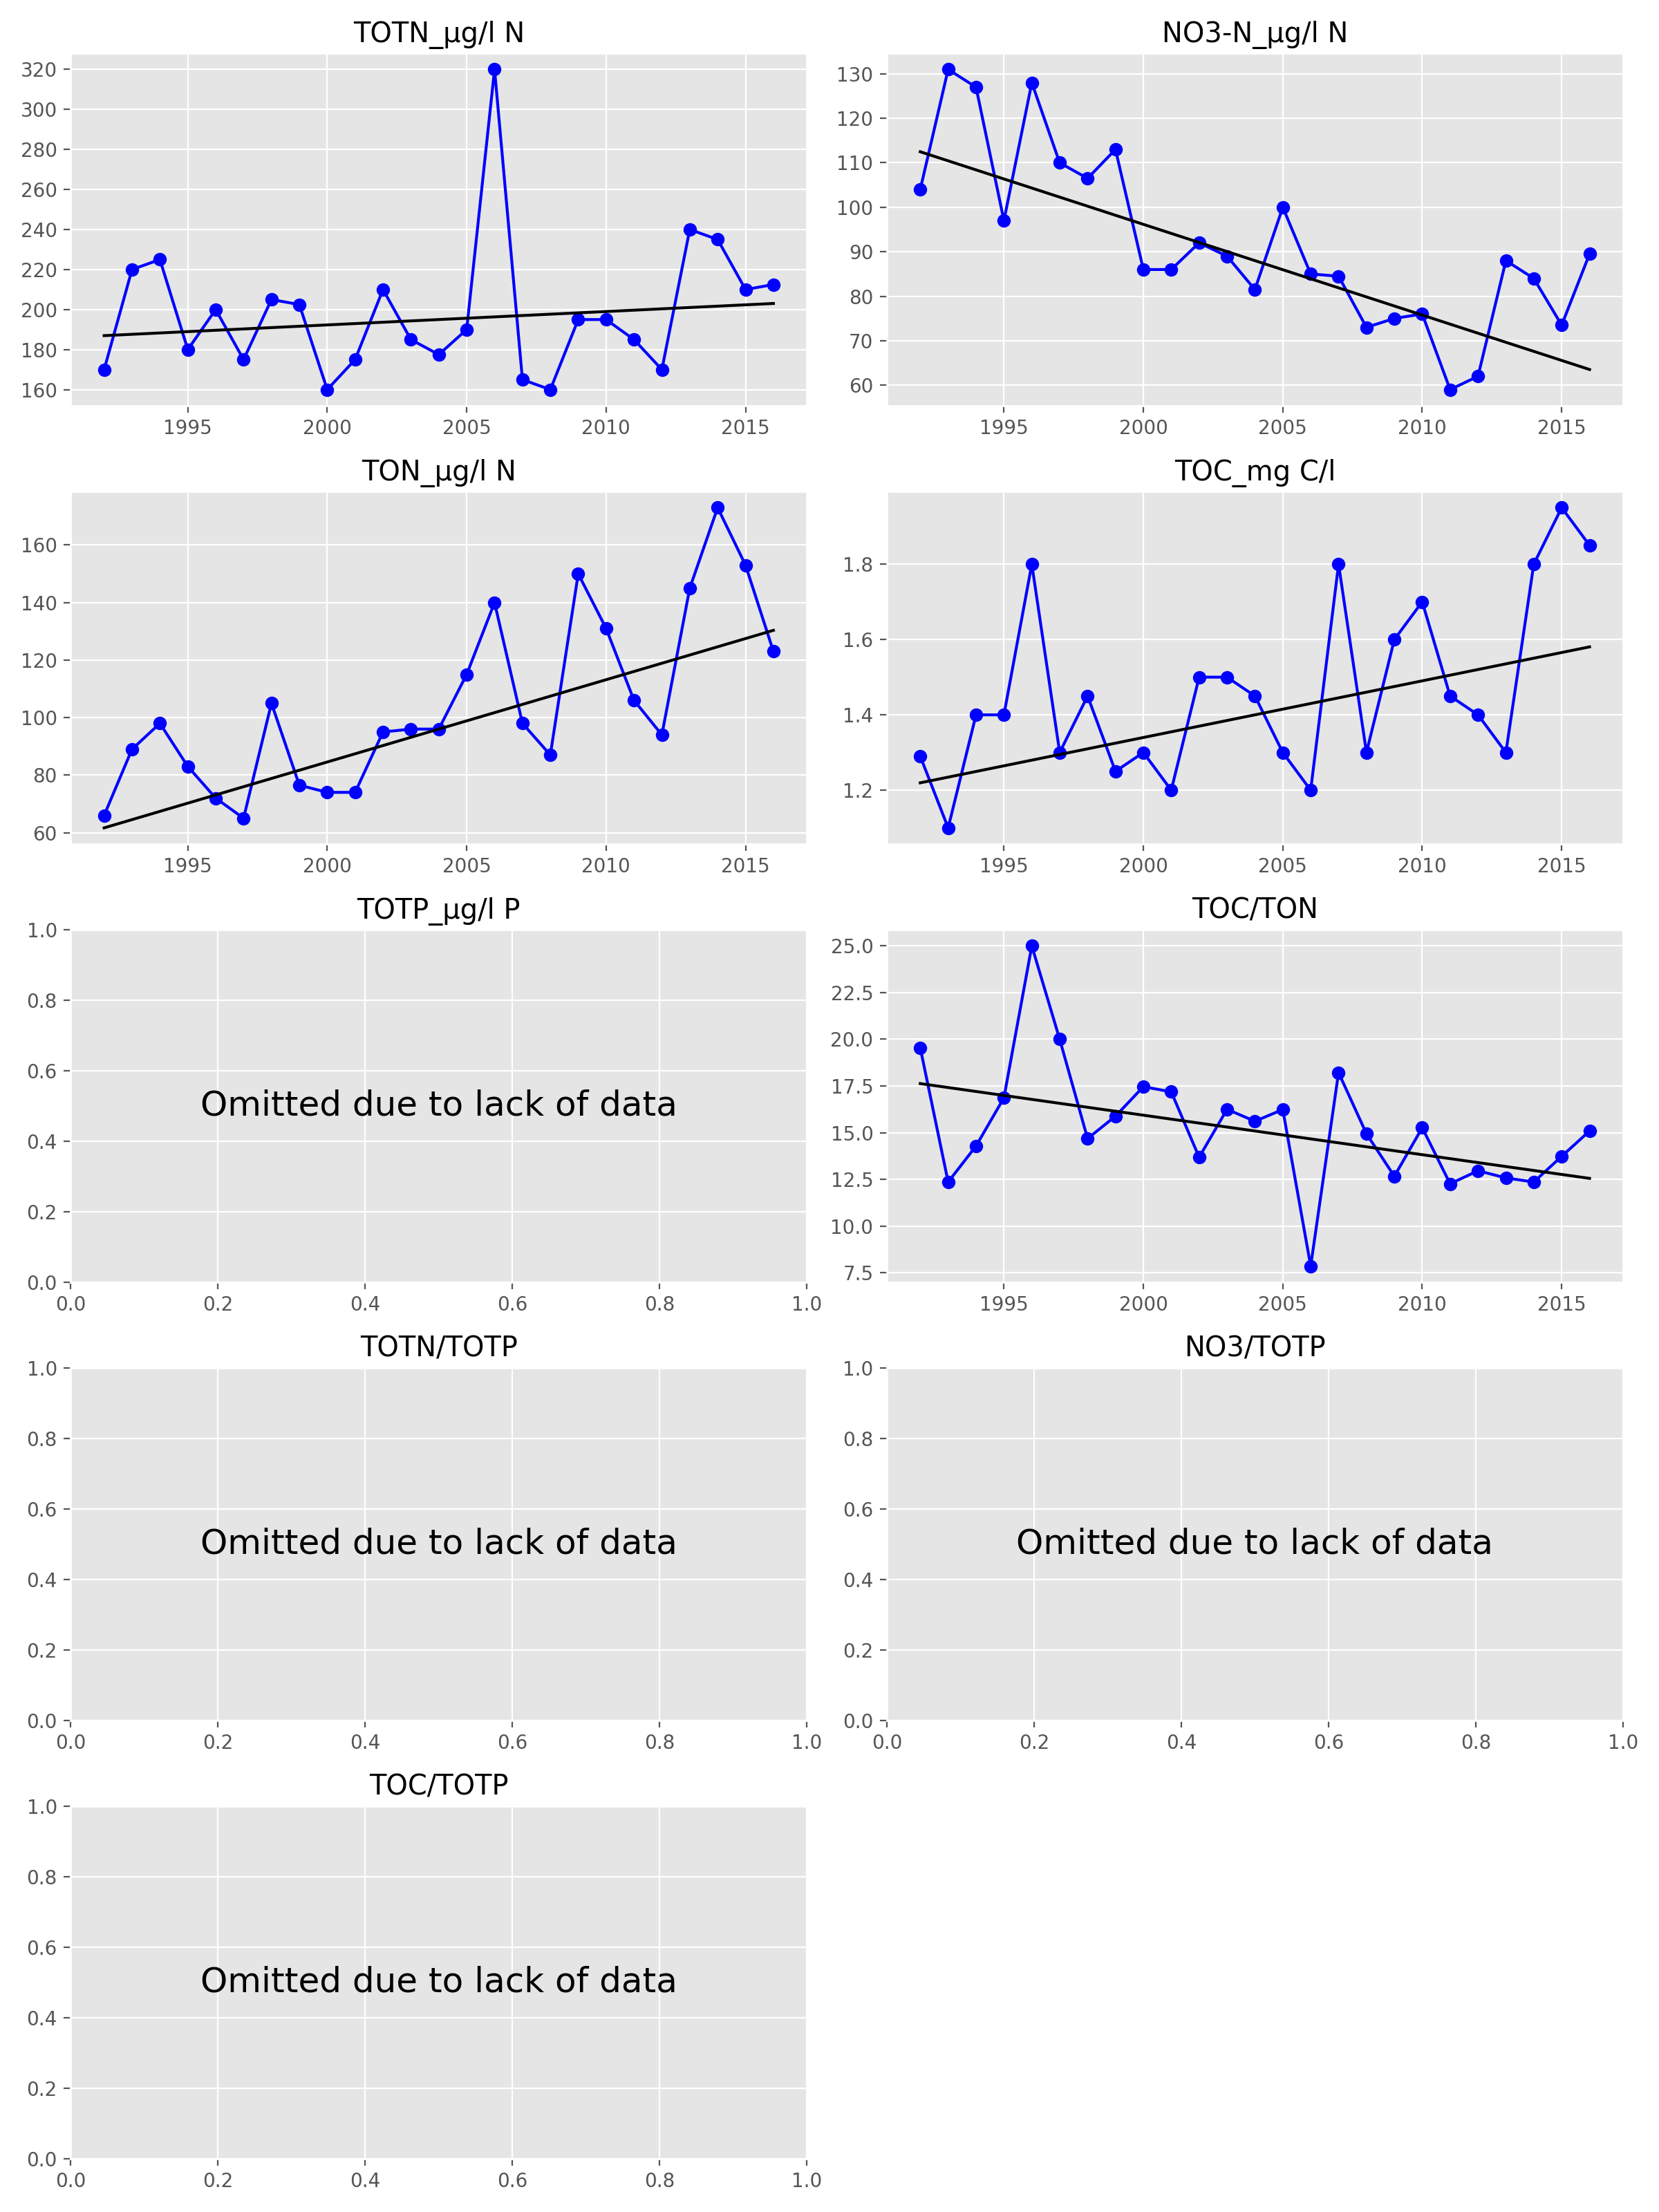 TOTN_µg/l N
320
300
280
260
240
220
200
180
160
1995 2000 2005 2010 2015
NO3-N_µg/l N
130
120
110
100
90
80
70
60
1995 2000 2005 2010 2015
TON_µg/l N
160
140
120
100
80
60
1995 2000 2005 2010 2015
TOC_mg C/l
1.8
1.6
1.4
1.2
1995 2000 2005 2010 2015
TOTP_µg/l P
1.0
0.8
0.6
Omitted due to lack of data
0.4
0.2
0.0
0.0 0.2 0.4 0.6 0.8 1.0
TOC/TON
25.0
22.5
20.0
17.5
15.0
12.5
10.0
7.5
1995 2000 2005 2010 2015
TOTN/TOTP
1.0
0.8
0.6
Omitted due to lack of data
0.4
0.2
0.0
0.0 0.2 0.4 0.6 0.8 1.0
NO3/TOTP
1.0
0.8
0.6
Omitted due to lack of data
0.4
0.2
0.0
0.0 0.2 0.4 0.6 0.8 1.0
TOC/TOTP
1.0
0.8
0.6
Omitted due to lack of data
0.4
0.2
0.0
0.0 0.2 0.4 0.6 0.8 1.0